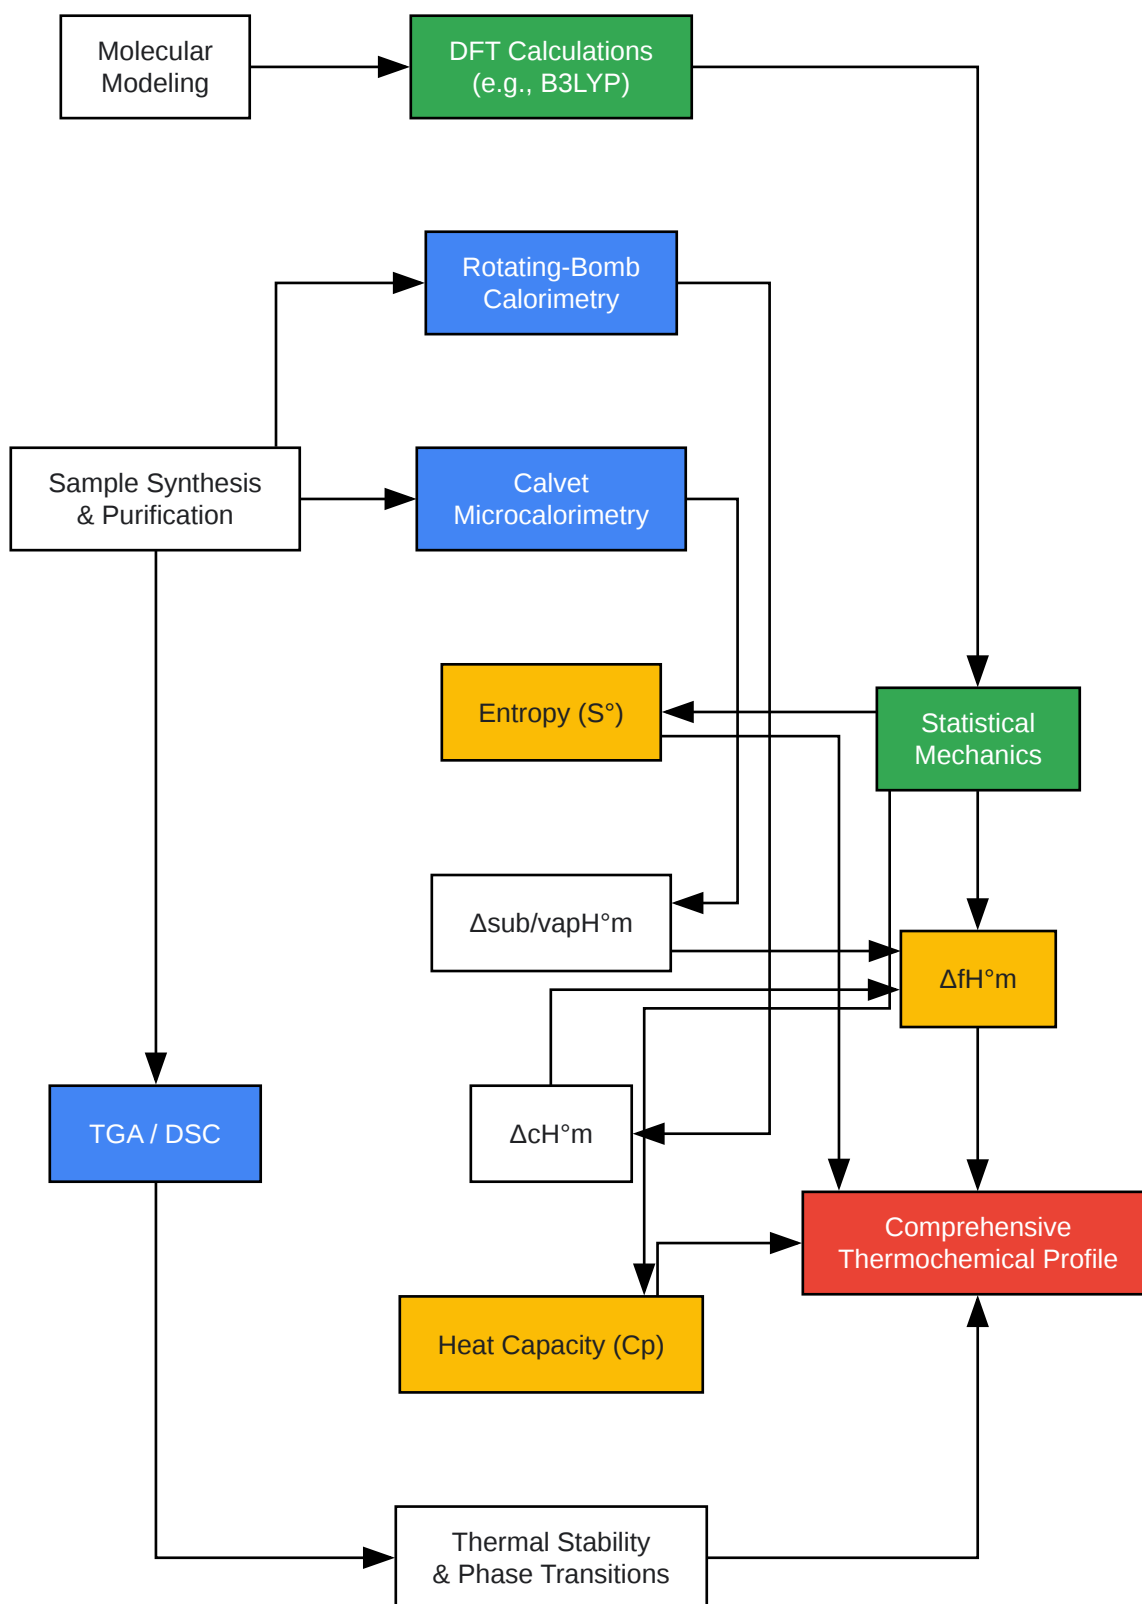 Molecular
Modeling
DFT Calculations
(e.g., B3LYP)
Rotating-Bomb
Calorimetry
Sample Synthesis
& Purification
Calvet
Microcalorimetry
Entropy (S°)
Statistical
Mechanics
Δsub/vapH°m
ΔfH°m
ΔcH°m
TGA / DSC
Comprehensive
Thermochemical Profile
Heat Capacity (Cp)
Thermal Stability
& Phase Transitions